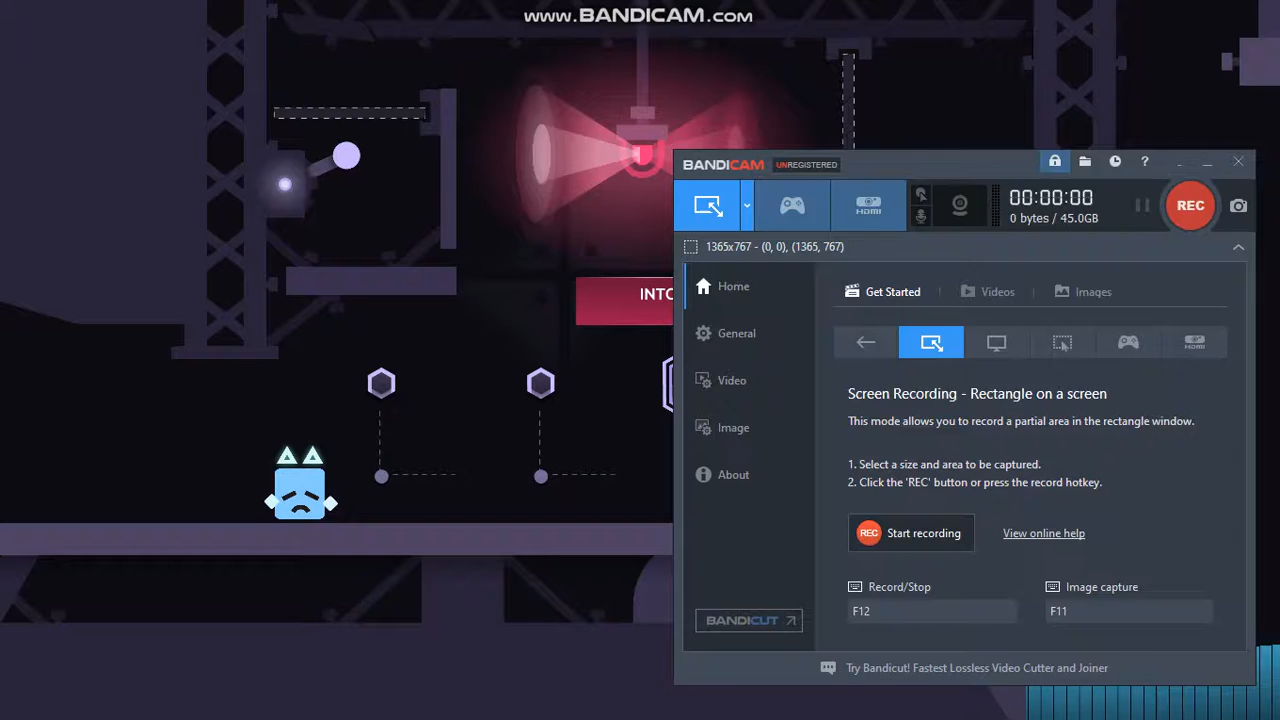 www.BANDICAM.com
BANDICAM UNREGISTERED
HDMI
00:00:00
0 bytes / 45.0GB
REC
1365x767 - (0, 0), (1365, 767)
INTO
Home
General
Video
Image
About
BANDICUT
Get Started
Videos
Images
HDMI
Screen Recording - Rectangle on a screen
This mode allows you to record a partial area in the rectangle window.
1. Select a size and area to be captured.
2. Click the 'REC' button or press the record hotkey.
REC Start recording
View online help
Record/Stop
F12
Image capture
F11
Try Bandicut! Fastest Lossless Video Cutter and Joiner